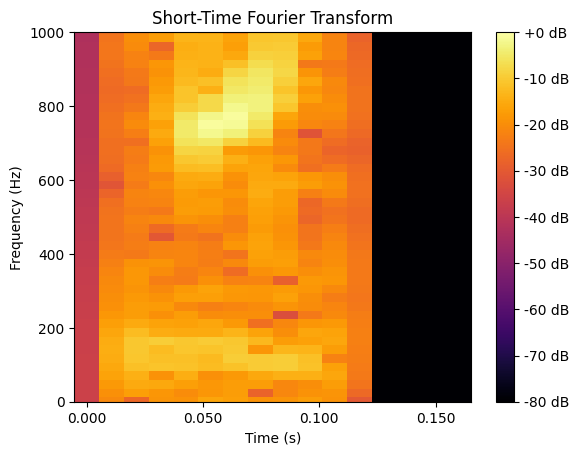 Short-Time Fourier Transform
1000
800
600
400
200
0
Frequency (Hz)
0.000
0.050
0.100
0.150
Time (s)
+0 dB
-10 dB
-20 dB
-30 dB
-40 dB
-50 dB
-60 dB
-70 dB
-80 dB